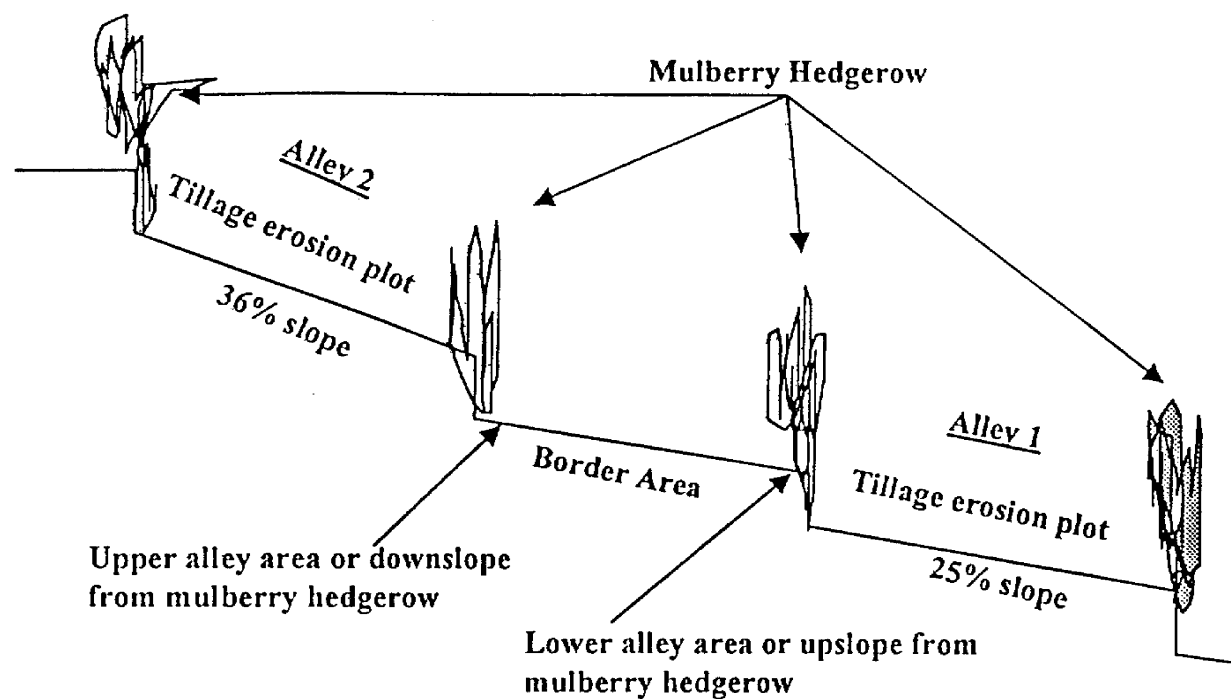 Mulberry Hedgerow
Alley 2
Tillage erosion plot
36% slope
Alley 1
Border Area
Tillage erosion plot
25% slope
Upper alley area or downslope
from mulberry hedgerow
Lower alley area or upslope from
mulberry hedgerow